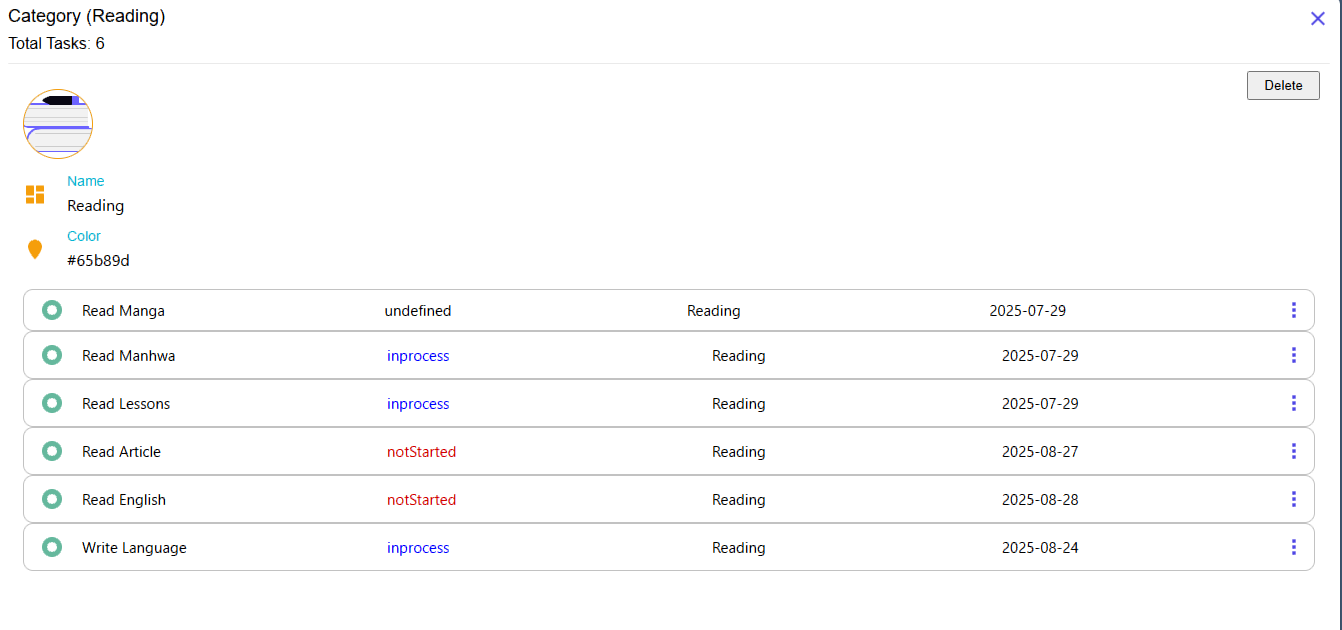 Category (Reading)
Total Tasks: 6
Delete
Name
Reading
Color
#65b89d
Read Manga undefined Reading 2025-07-29
Read Manhwa inprocess Reading 2025-07-29
Read Lessons inprocess Reading 2025-07-29
Read Article notStarted Reading 2025-08-27
Read English notStarted Reading 2025-08-28
Write Language inprocess Reading 2025-08-24